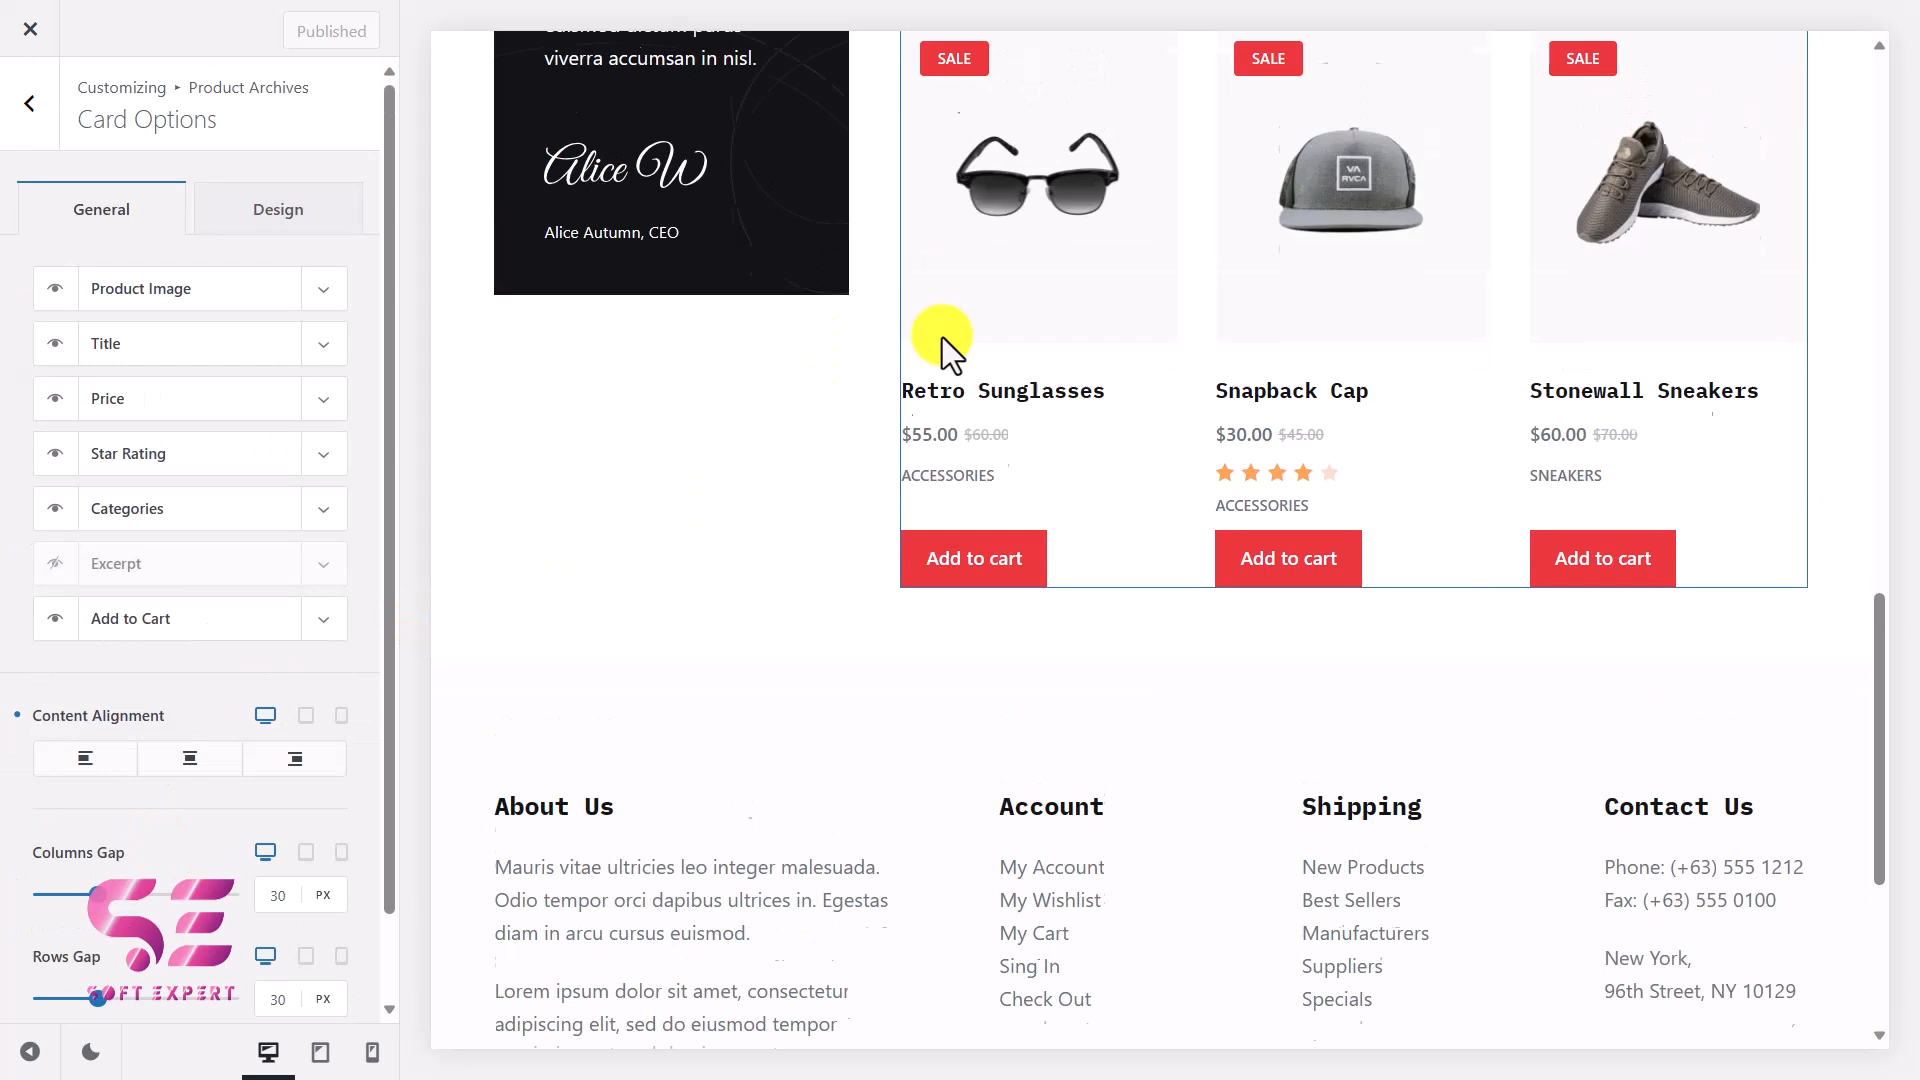 Published
Customizing ▸ Product Archives
Card Options
General
Design
Product Image
Title
Price
Star Rating
Categories
Excerpt
Add to Cart
Content Alignment
Columns Gap
30 PX
Rows Gap
30 PX
SOFT EXPERT
viverra accumsan in nisl.
Alice W
Alice Autumn, CEO
SALE
SALE
SALE
VA
RVCA
Retro Sunglasses
$55.00 $60.00
ACCESSORIES
Add to cart
Snapback Cap
$30.00 $45.00
ACCESSORIES
Add to cart
Stonewall Sneakers
$60.00 $70.00
SNEAKERS
Add to cart
About Us
Mauris vitae ultricies leo integer malesuada.
Odio tempor orci dapibus ultrices in. Egestas
diam in arcu cursus euismod.
Lorem ipsum dolor sit amet, consectetur
adipiscing elit, sed do eiusmod tempor
Account
My Account
My Wishlist
My Cart
Sing In
Check Out
Shipping
New Products
Best Sellers
Manufacturers
Suppliers
Specials
Contact Us
Phone: (+63) 555 1212
Fax: (+63) 555 0100
New York,
96th Street, NY 10129